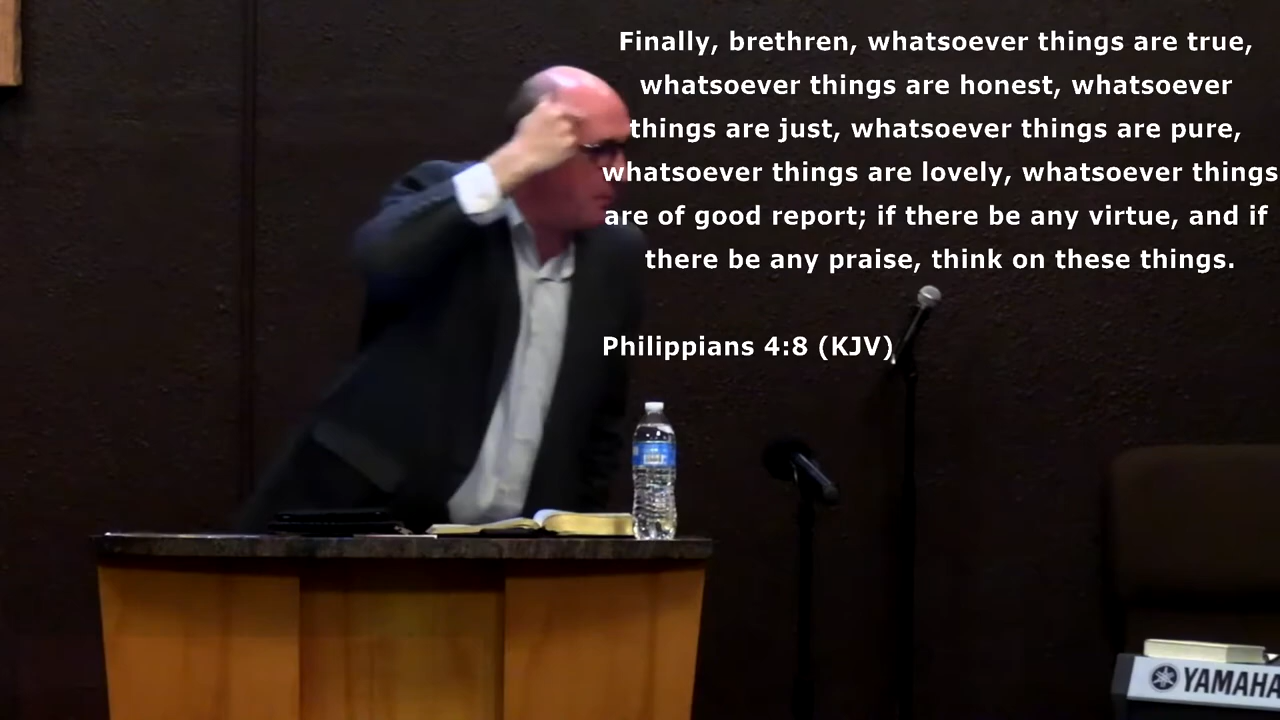 Finally, brethren, whatsoever things are true,
whatsoever things are honest, whatsoever
things are just, whatsoever things are pure,
whatsoever things are lovely, whatsoever things
are of good report; if there be any virtue, and if
there be any praise, think on these things.
Philippians 4:8 (KJV)
YAMAHA